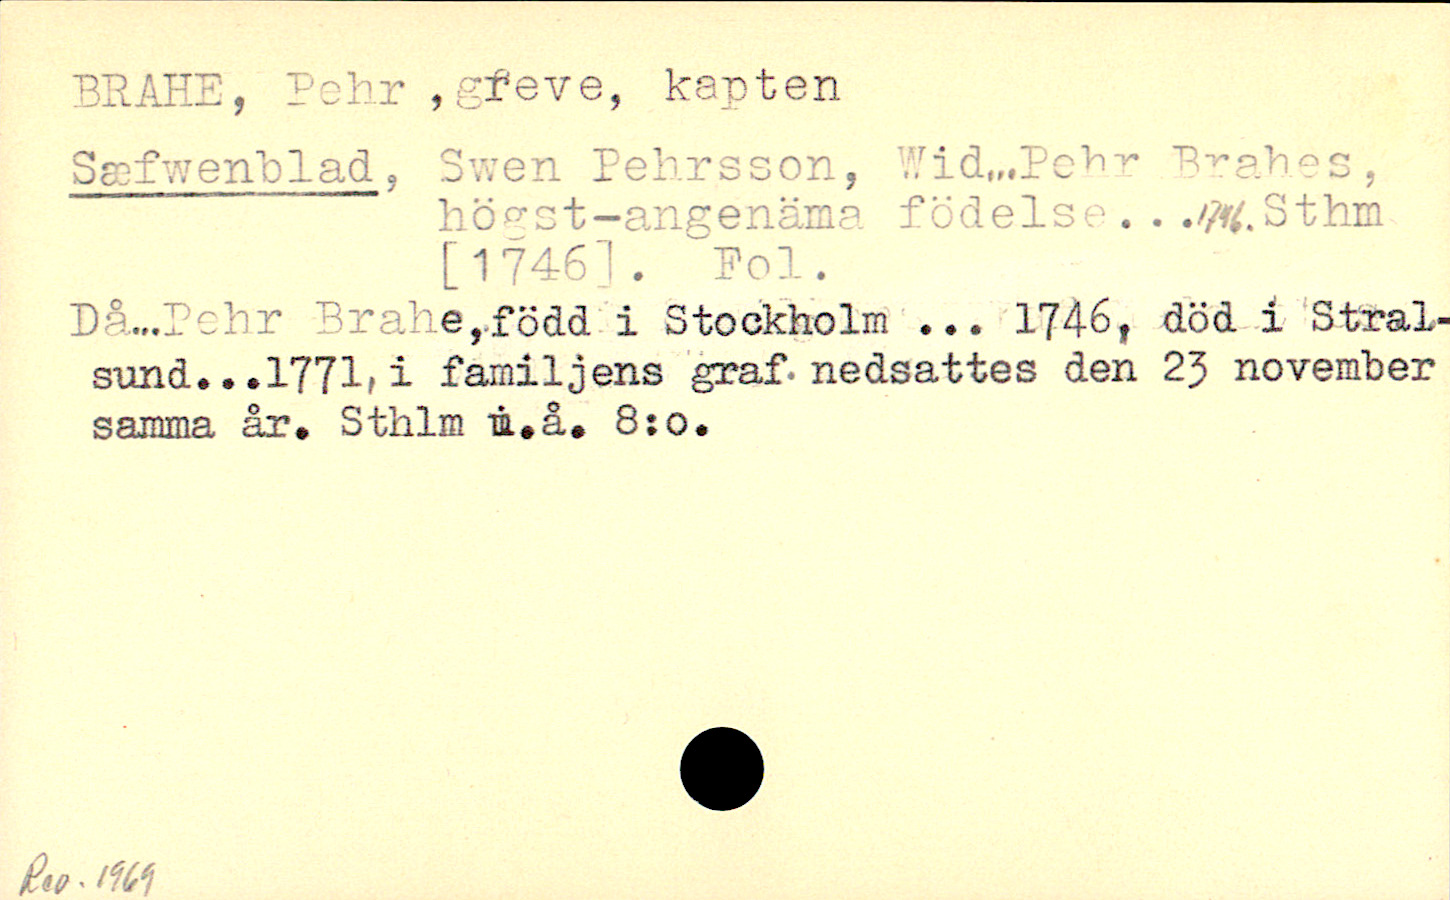 BRAHE, Pehr ,greve, kapten
Sæfwenblad, Swen Pehrsson, Wid...Pehr Brahes,
högst-angenäma födelse...1746. Sthm
[1746]. Fol.
Då...Pehr Brahe, född i Stockholm ... 1746, död i Stral-
sund...1771, i familjens graf nedsattes den 23 november
samma år. Sthlm u.å. 8:o.
Rev. 1969